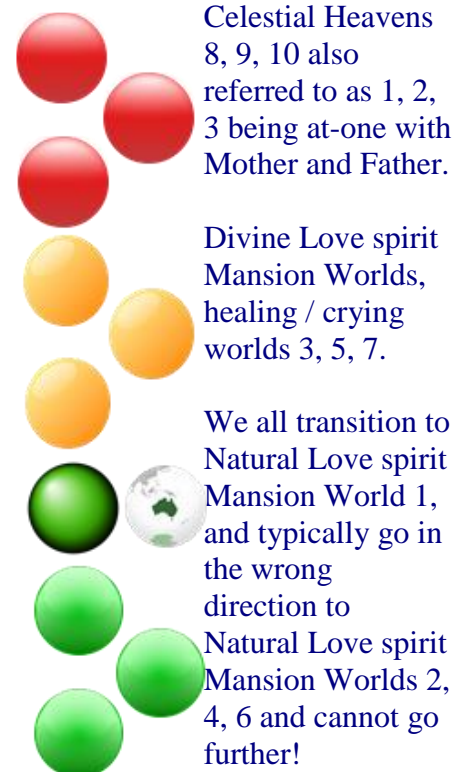 Celestial Heavens
8, 9, 10 also
referred to as 1, 2,
3 being at-one with
Mother and Father.
Divine Love spirit
Mansion Worlds,
healing / crying
worlds 3, 5, 7.
We all transition to
Natural Love spirit
Mansion World 1,
and typically go in
the wrong
direction to
Natural Love spirit
Mansion Worlds 2,
4, 6 and cannot go
further!